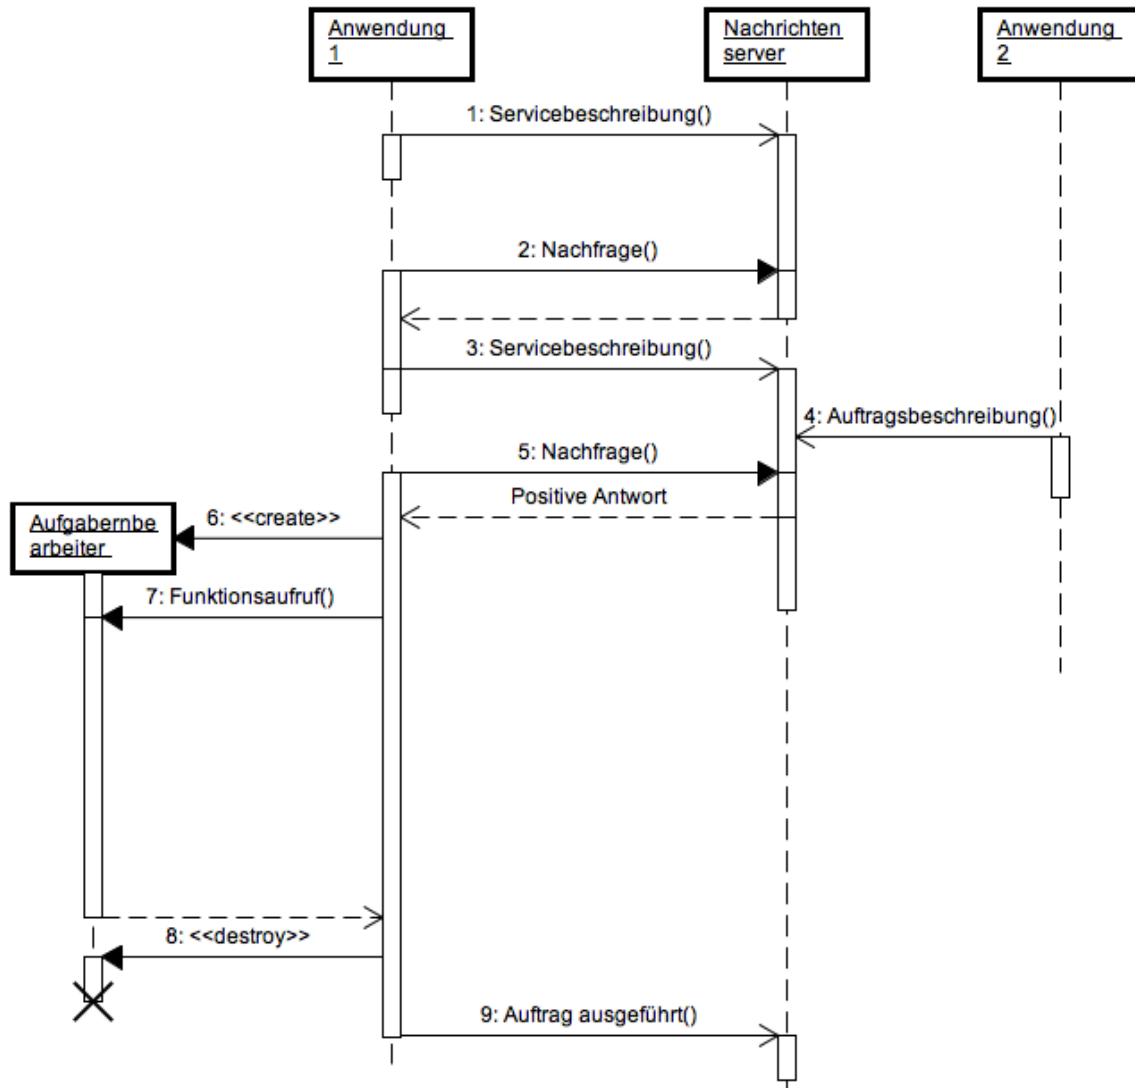 Anwendung
1
Nachrichten
server
Anwendung
2
1: Servicebeschreibung()
2: Nachfrage()
3: Servicebeschreibung()
4: Auftragsbeschreibung()
5: Nachfrage()
Positive Antwort
Aufgabernbe
arbeiter
6: <<create>>
7: Funktionsaufruf()
8: <<destroy>>
9: Auftrag ausgeführt()